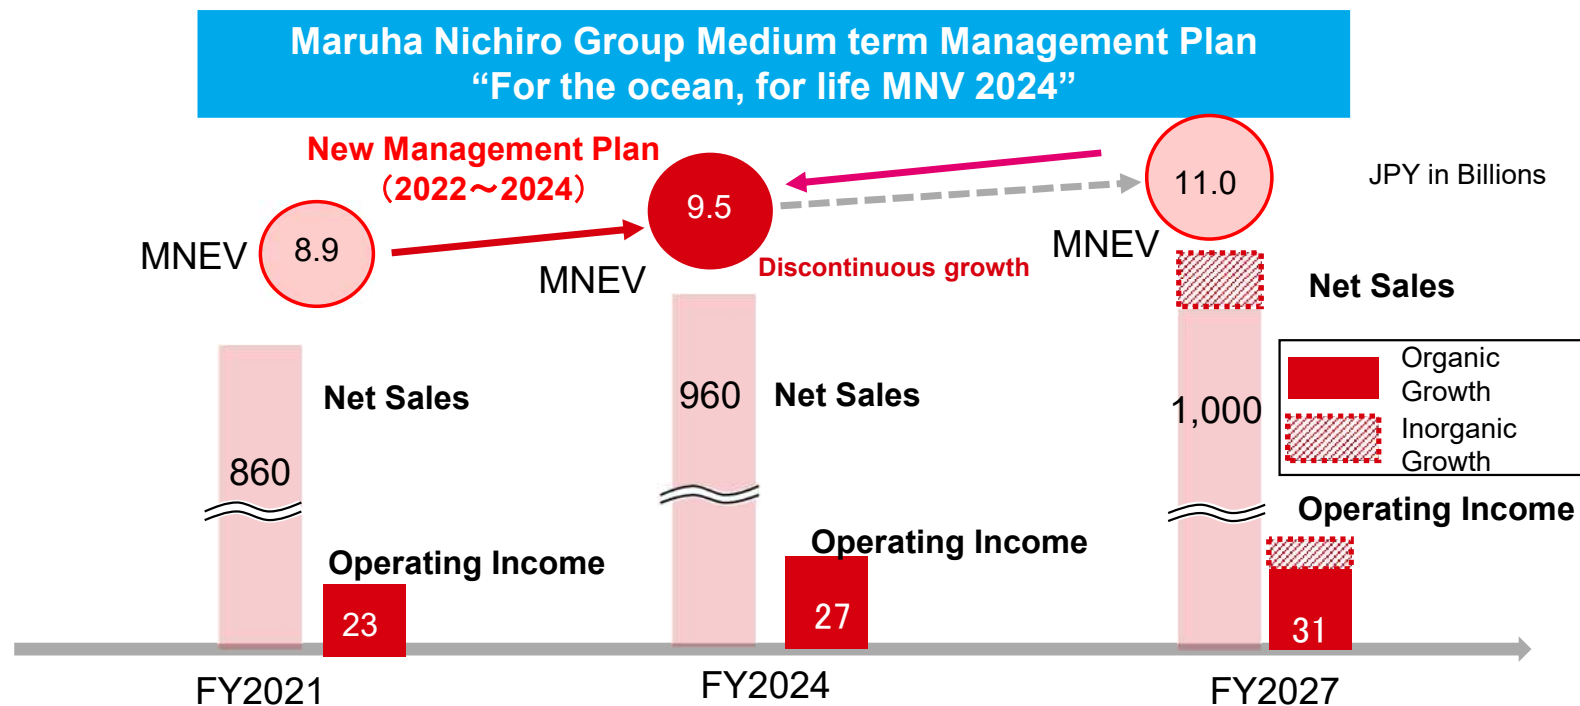 Maruha Nichiro Group Medium term Management Plan
“For the ocean, for life MNV 2024”
New Management Plan
（2022～2024）
JPY in Billions
MNEV
8.9
MNEV
9.5
MNEV
11.0
Discontinuous growth
Net Sales
Organic
Growth
Inorganic
Growth
Net Sales
860
Net Sales
960
1,000
Operating Income
23
Operating Income
27
Operating Income
31
FY2021
FY2024
FY2027